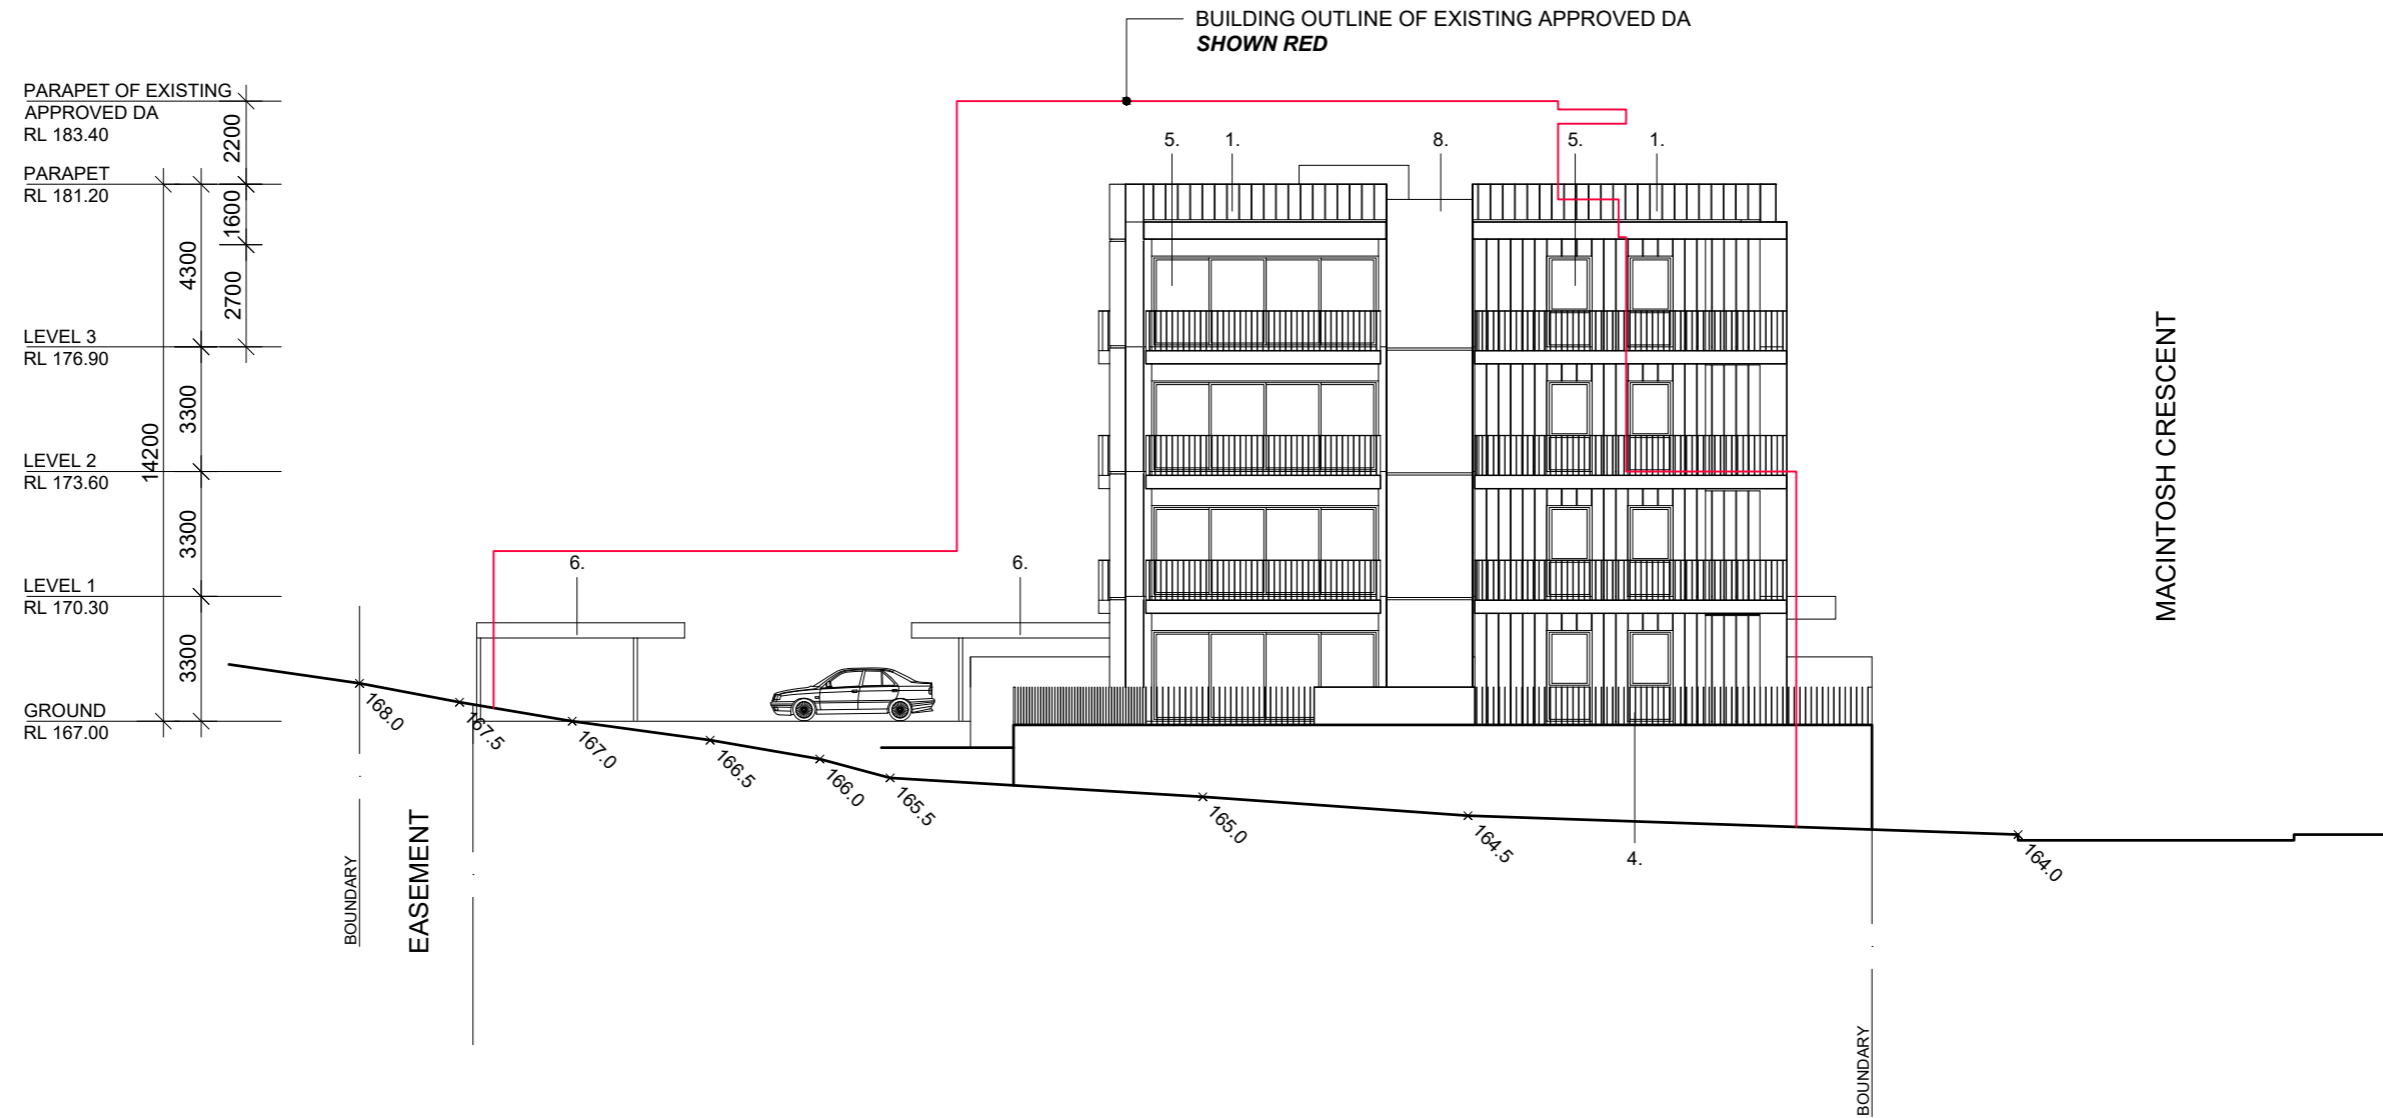 BUILDING OUTLINE OF EXISTING APPROVED DA
SHOWN RED
PARAPET OF EXISTING
APPROVED DA
RL 183.40
2200
PARAPET
RL 181.20
1600
4300
2700
LEVEL 3
RL 176.90
3300
14200
LEVEL 2
RL 173.60
3300
LEVEL 1
RL 170.30
3300
GROUND
RL 167.00
5.
1.
8.
5.
1.
6.
6.
4.
168.0
167.5
167.0
166.5
166.0
165.5
165.0
164.5
164.0
BOUNDARY
EASEMENT
BOUNDARY
MACINTOSH CRESCENT